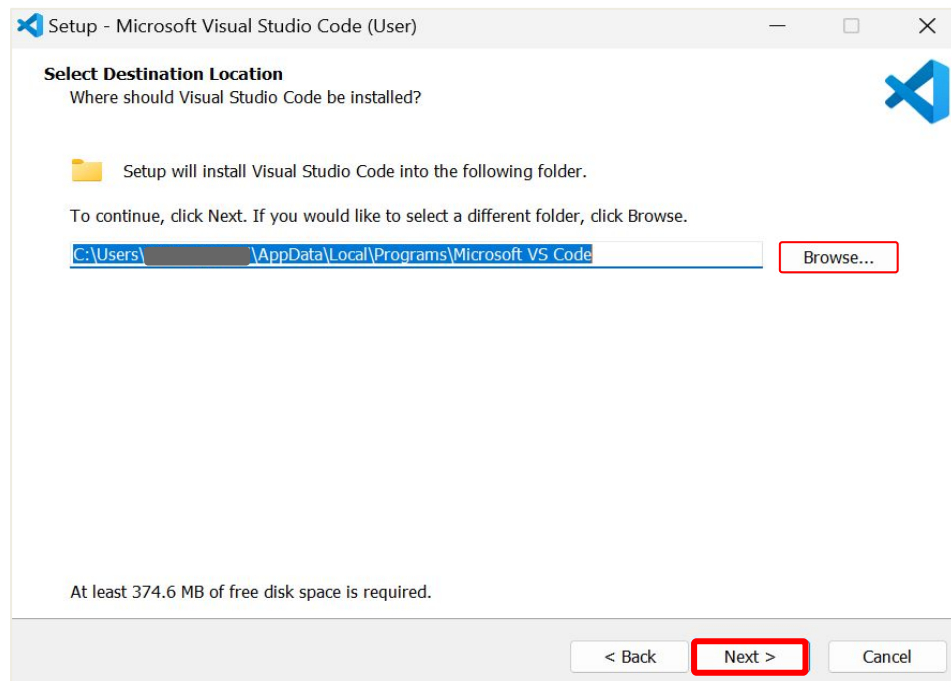 Setup - Microsoft Visual Studio Code (User)
Select Destination Location
Where should Visual Studio Code be installed?
Setup will install Visual Studio Code into the following folder.
To continue, click Next. If you would like to select a different folder, click Browse.
C:\Users\ \AppData\Local\Programs\Microsoft VS Code
Browse...
At least 374.6 MB of free disk space is required.
< Back Next > Cancel